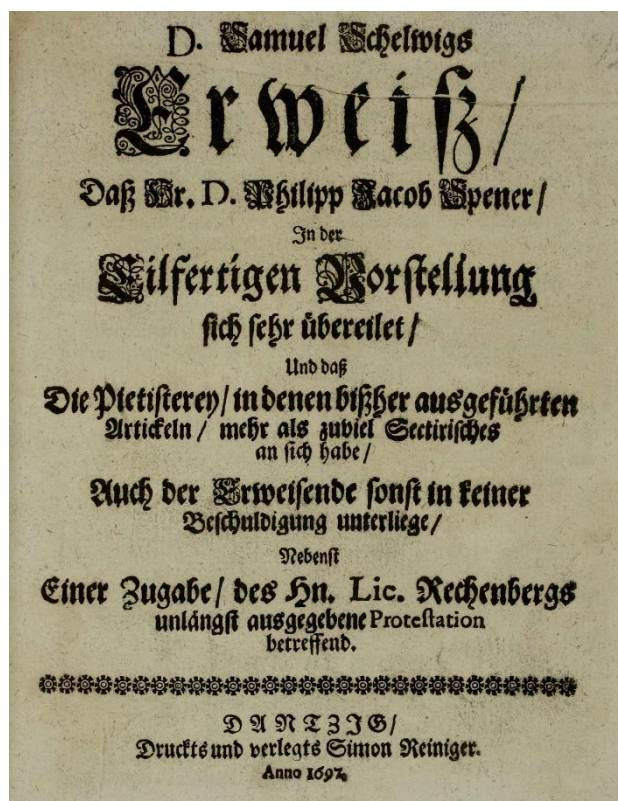 D. Samuel Schelwigs
Erweiß/
Daß Hr. D. Philipp Jacob Spener/
In der
Eilfertigen Vorstellung
sich sehr übereilet/
Und daß
Die Pietisterey/ in denen bißher ausgeführten
Artickeln/ mehr als zuviel Sectirisches
an sich habe/
Auch der Erweisende sonst in keiner
Beschuldigung unterliege/
Nebenst
Einer Zugabe/ des Hn. Lic. Rechenbergs
unlängst ausgegebene Protestation
betreffend.
DANTZIG/
Druckts und verlegts Simon Reiniger.
Anno 1697.